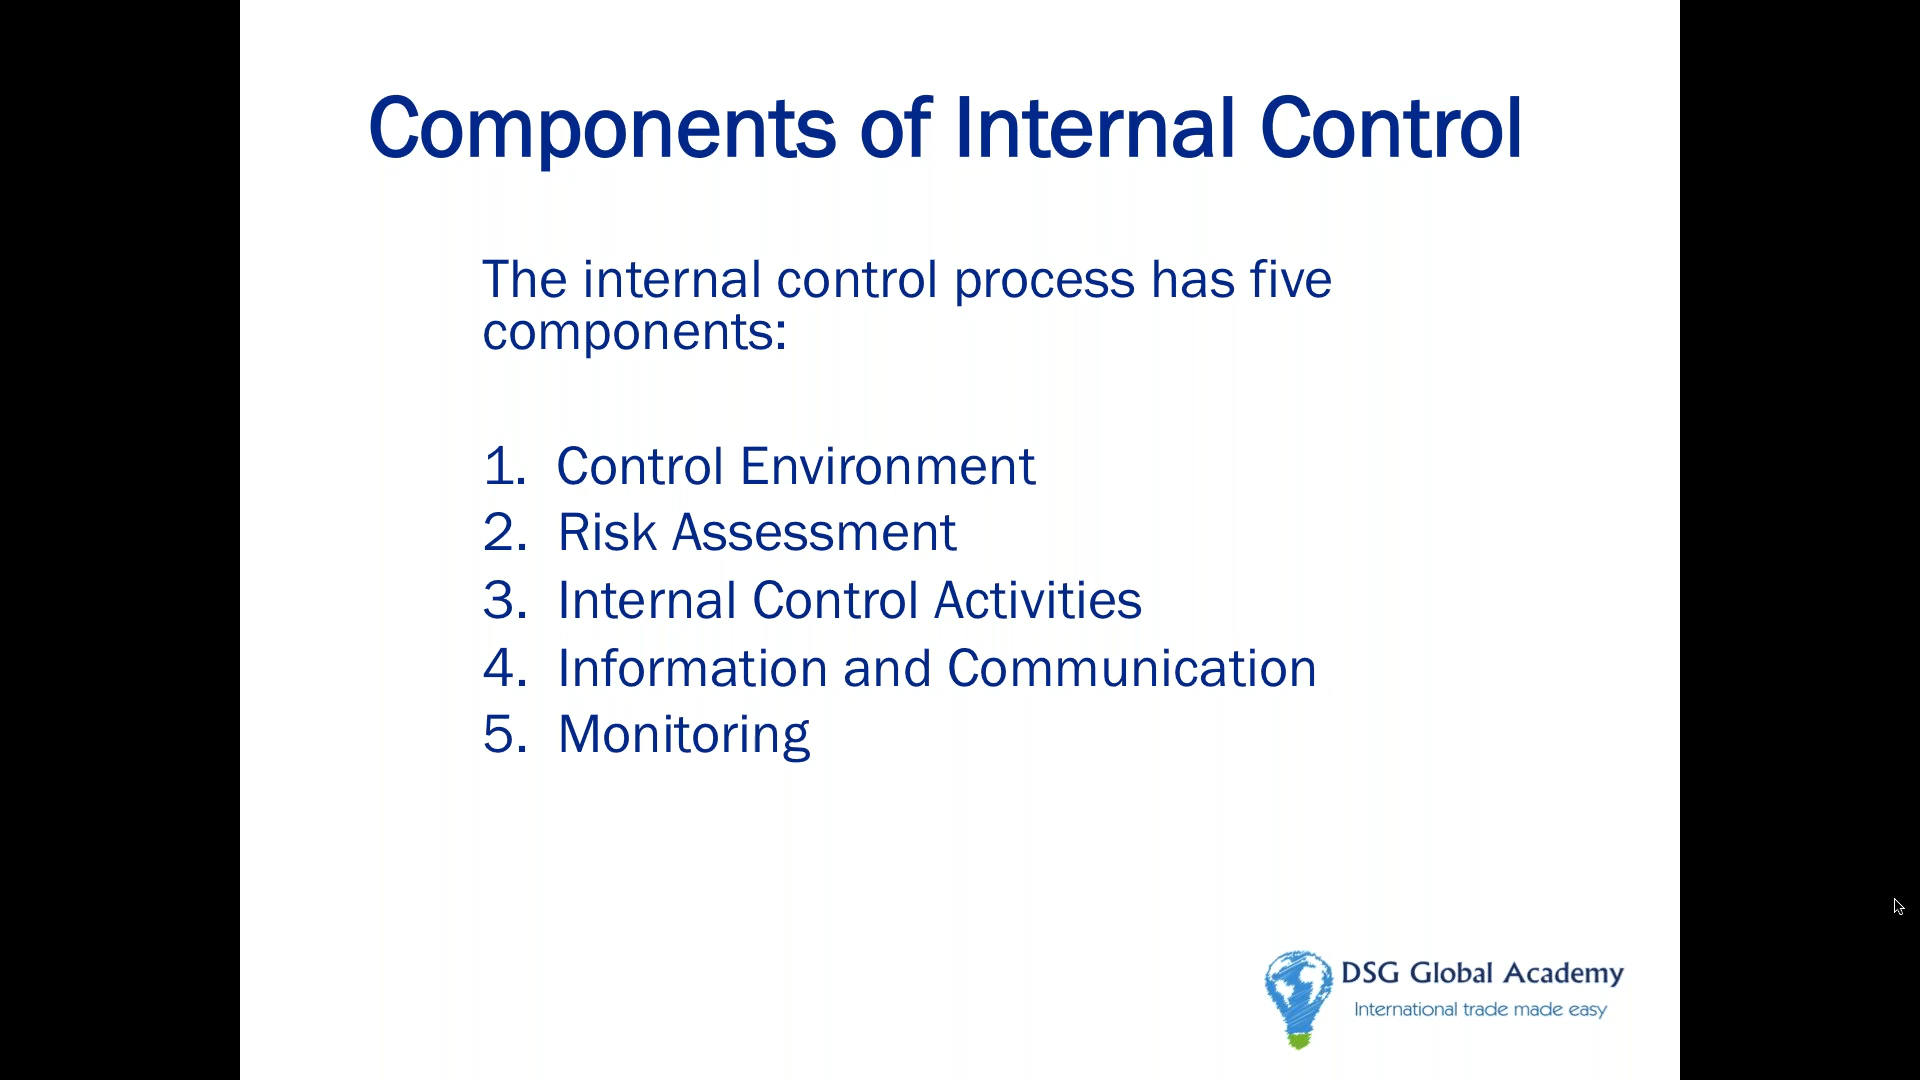 Components of Internal Control
The internal control process has five
components:
1. Control Environment
2. Risk Assessment
3. Internal Control Activities
4. Information and Communication
5. Monitoring
DSG Global Academy
International trade made easy